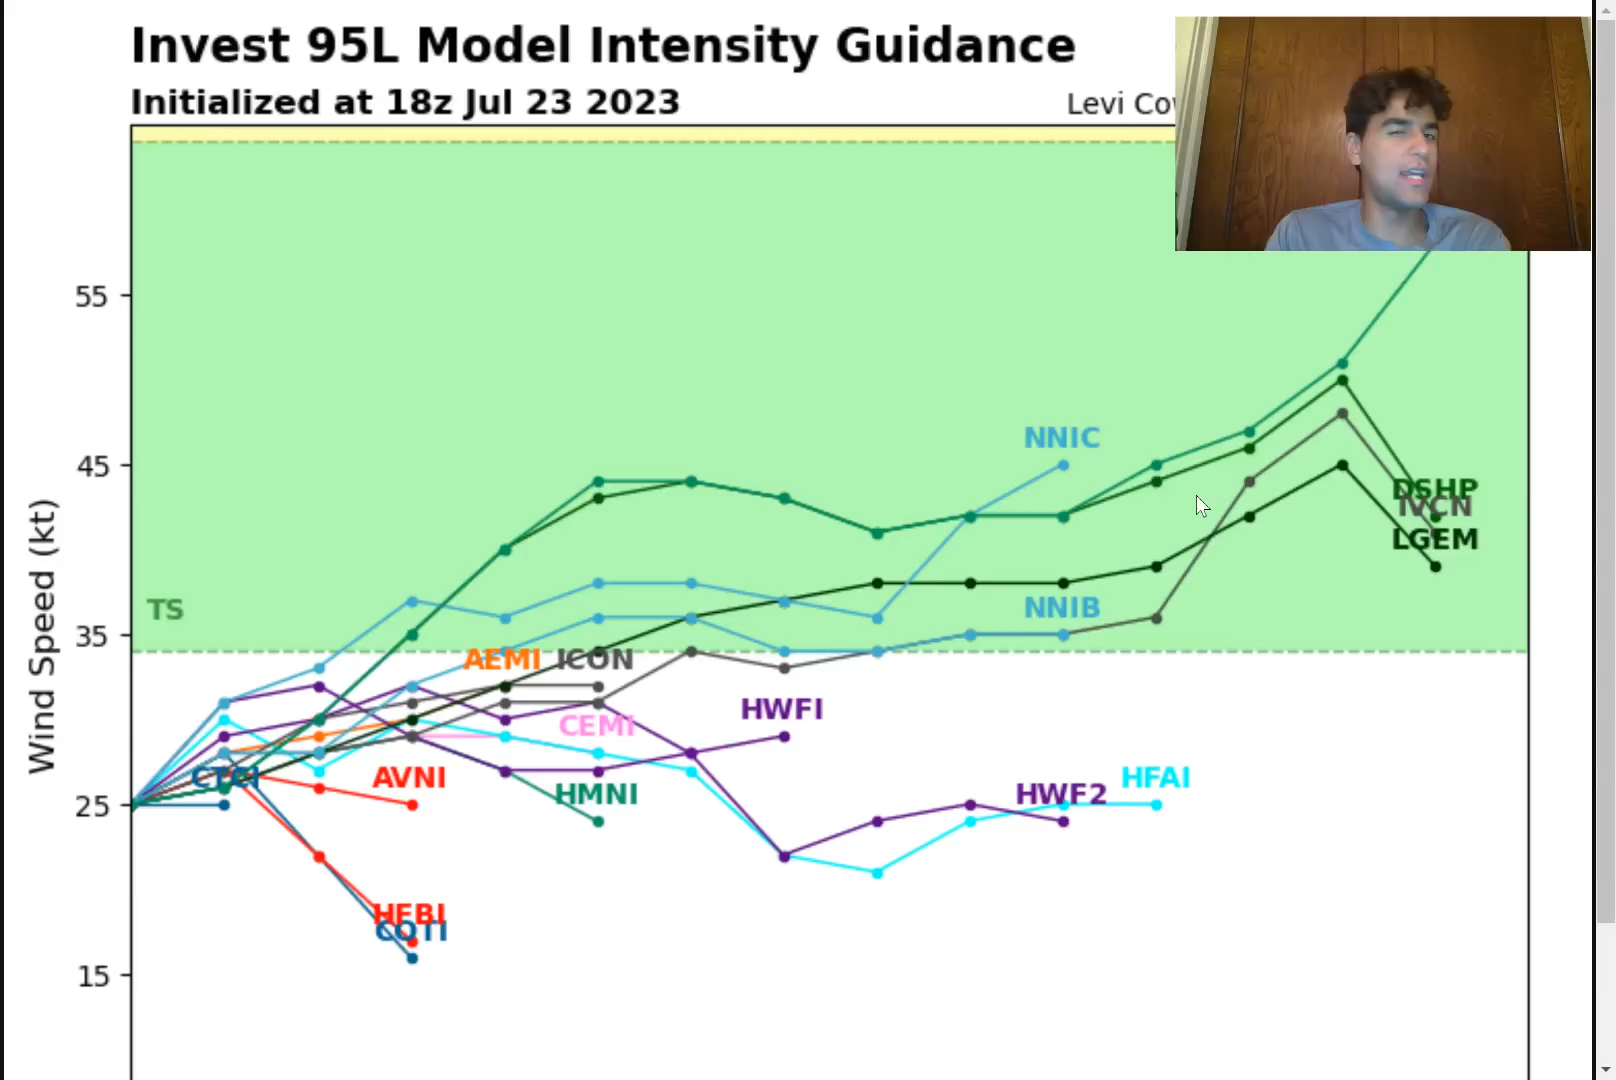 Invest 95L Model Intensity Guidance
Initialized at 18z Jul 23 2023
Levi
55
45
35
25
15
Wind Speed (kt)
TS
NNIC
DSHP
IVCN
LGEM
NNIB
AEMI
ICON
CEMI
HWFI
CTCI
AVNI
HMNI
HWF2
HFAI
HFBI
COTI